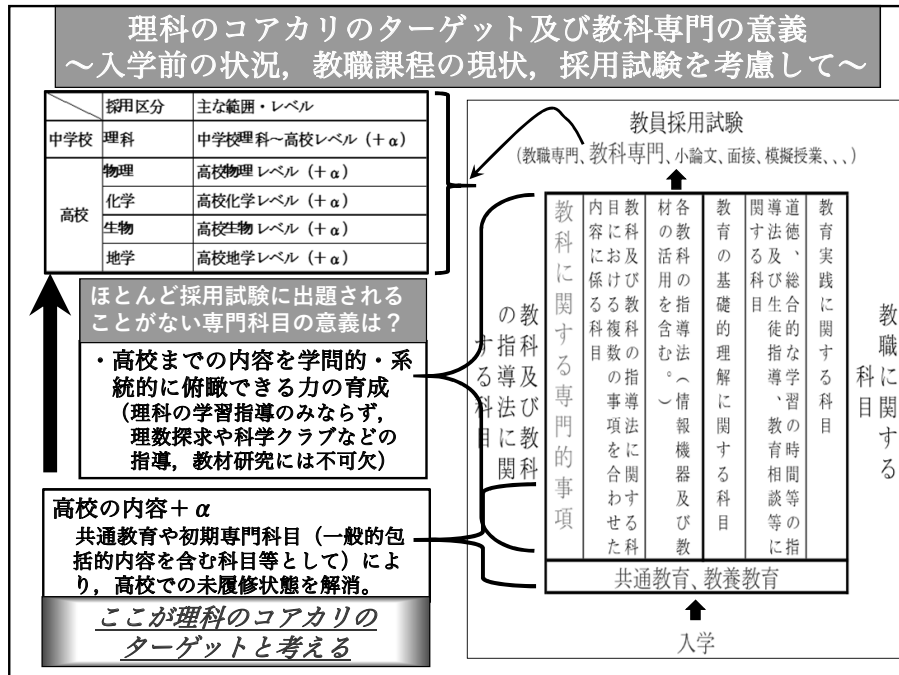 理科のコアカリのターゲット及び教科専門の意義
～入学前の状況，教職課程の現状，採用試験を考慮して～
採用区分 主な範囲・レベル
中学校 理科 中学校理科～高校レベル（＋α）
高校
物理 高校物理レベル（＋α）
化学 高校化学レベル（＋α）
生物 高校生物レベル（＋α）
地学 高校地学レベル（＋α）
ほとんど採用試験に出題される
ことがない専門科目の意義は？
・高校までの内容を学問的・系
統的に俯瞰できる力の育成
（理科の学習指導のみならず，
理数探求や科学クラブなどの
指導，教材研究には不可欠）
高校の内容＋α
共通教育や初期専門科目（一般的包
括的内容を含む科目等として）によ
り，高校での未履修状態を解消。
ここが理科のコアカリの
ターゲットと考える
教員採用試験
（教職専門、教科専門、小論文、面接、模擬授業、、、）
教職に関する
科目
教育実践に関する科目
道徳、総合的な学習の時間等の指
導法及び生徒指導、教育相談等に
関する科目
教育の基礎的理解に関する科目
各教科の指導法（情報機器及び教
材の活用を含む。）
教科及び教科の指導法に関する科
目における複数の事項を合わせた
内容に係る科目
教科に関する専門的事項
教科及び教科
の指導法に関
する科目
共通教育、教養教育
入学